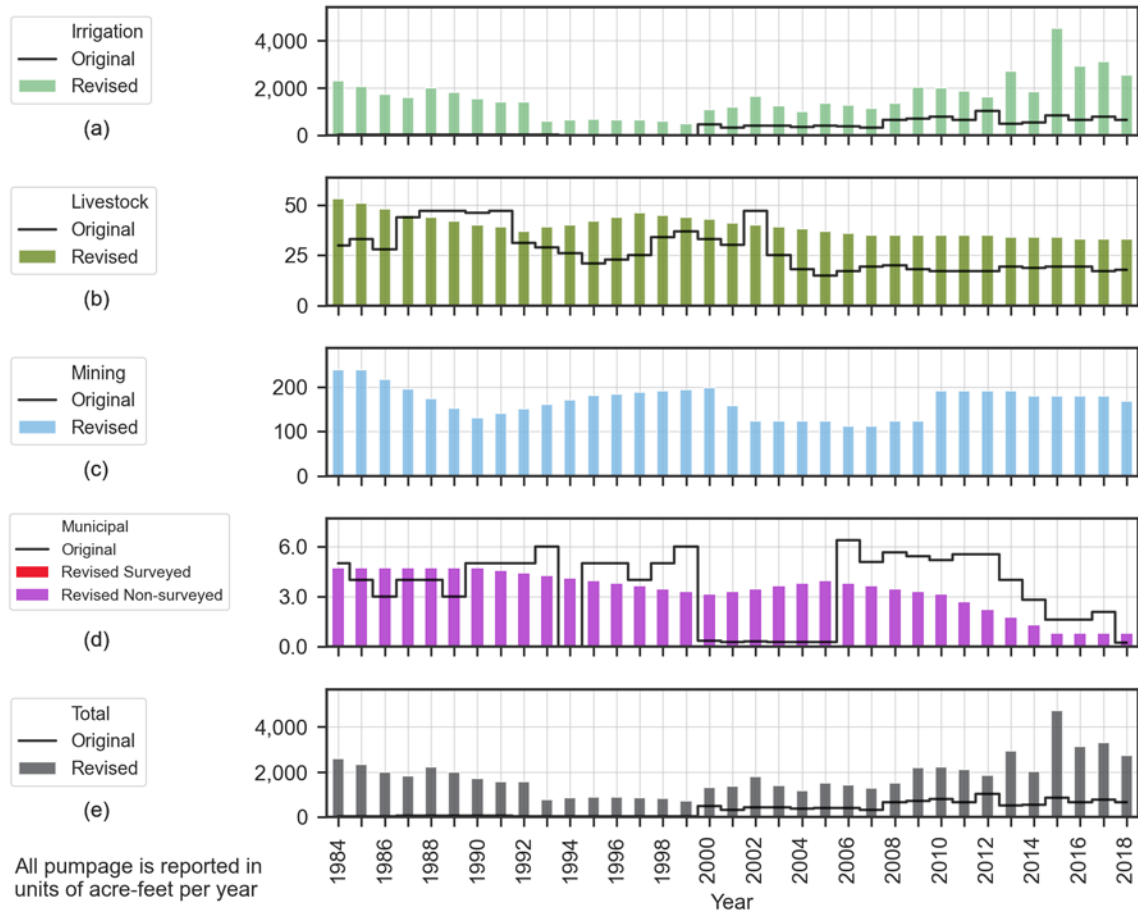 Irrigation
Original
Revised
(a)
4,000
2,000
0
Livestock
Original
Revised
(b)
50
25
0
Mining
Original
Revised
(c)
200
100
0
Municipal
Original
Revised Surveyed
Revised Non-surveyed
(d)
6.0
3.0
0.0
Total
Original
Revised
(e)
4,000
2,000
0
1984 1986 1988 1990 1992 1994 1996 1998 2000 2002 2004 2006 2008 2010 2012 2014 2016 2018
Year
All pumpage is reported in
units of acre-feet per year